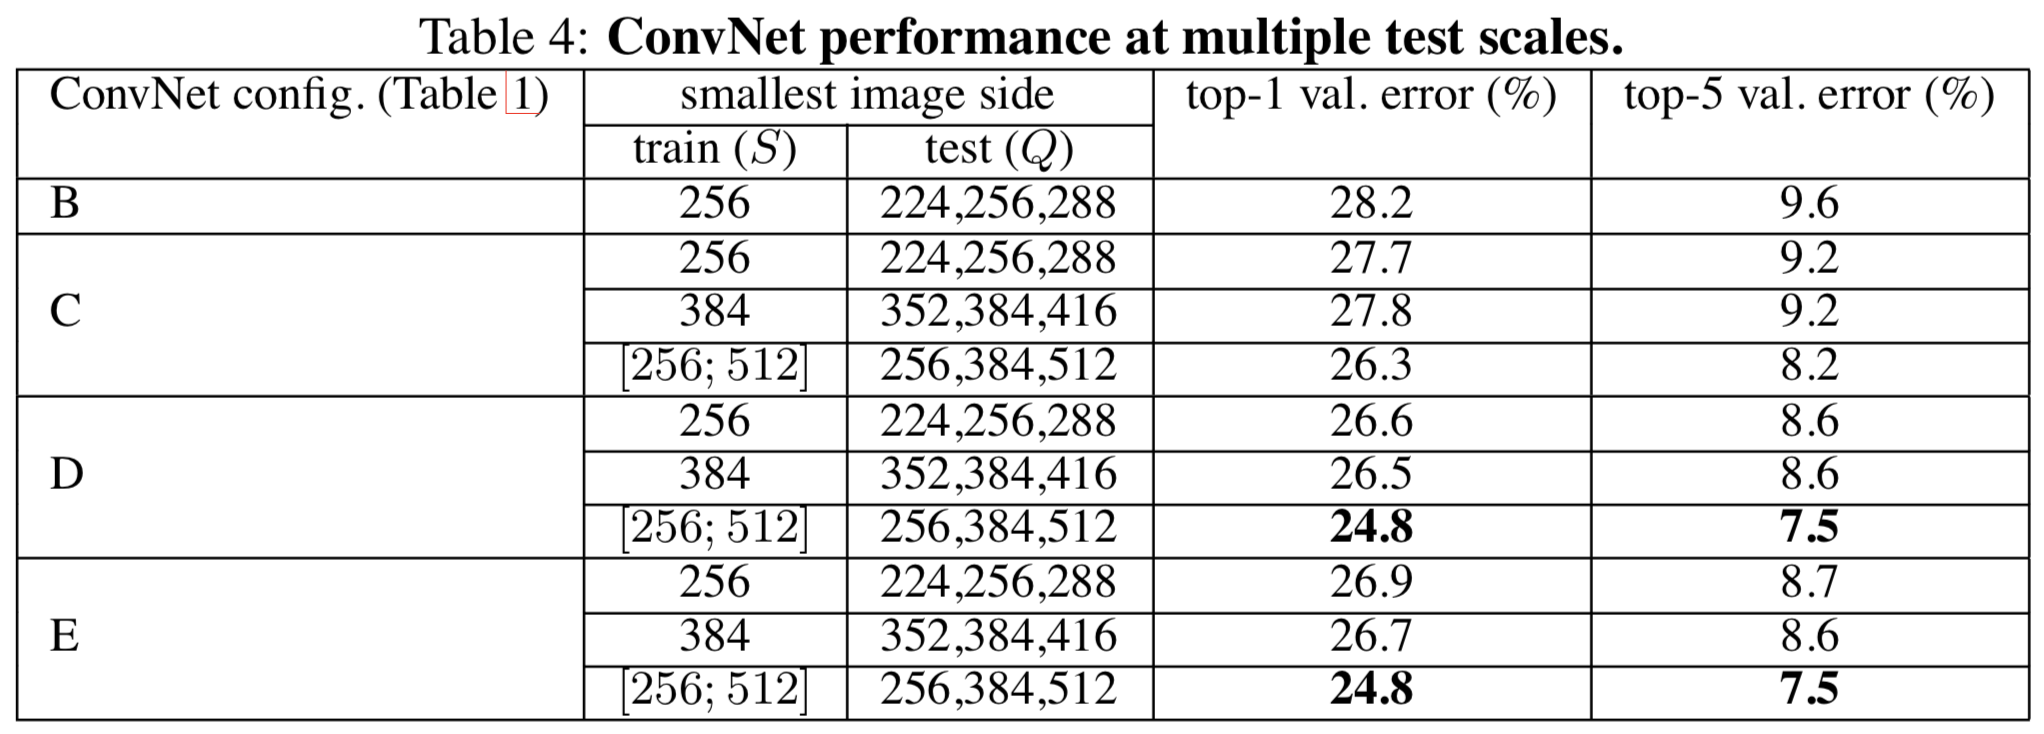 Table 4: ConvNet performance at multiple test scales.
ConvNet config. (Table 1) smallest image side top-1 val. error (%) top-5 val. error (%)
train (S) test (Q)
B 256 224,256,288 28.2 9.6
256 224,256,288 27.7 9.2
C 384 352,384,416 27.8 9.2
[256; 512] 256,384,512 26.3 8.2
256 224,256,288 26.6 8.6
D 384 352,384,416 26.5 8.6
[256; 512] 256,384,512 24.8 7.5
256 224,256,288 26.9 8.7
E 384 352,384,416 26.7 8.6
[256; 512] 256,384,512 24.8 7.5